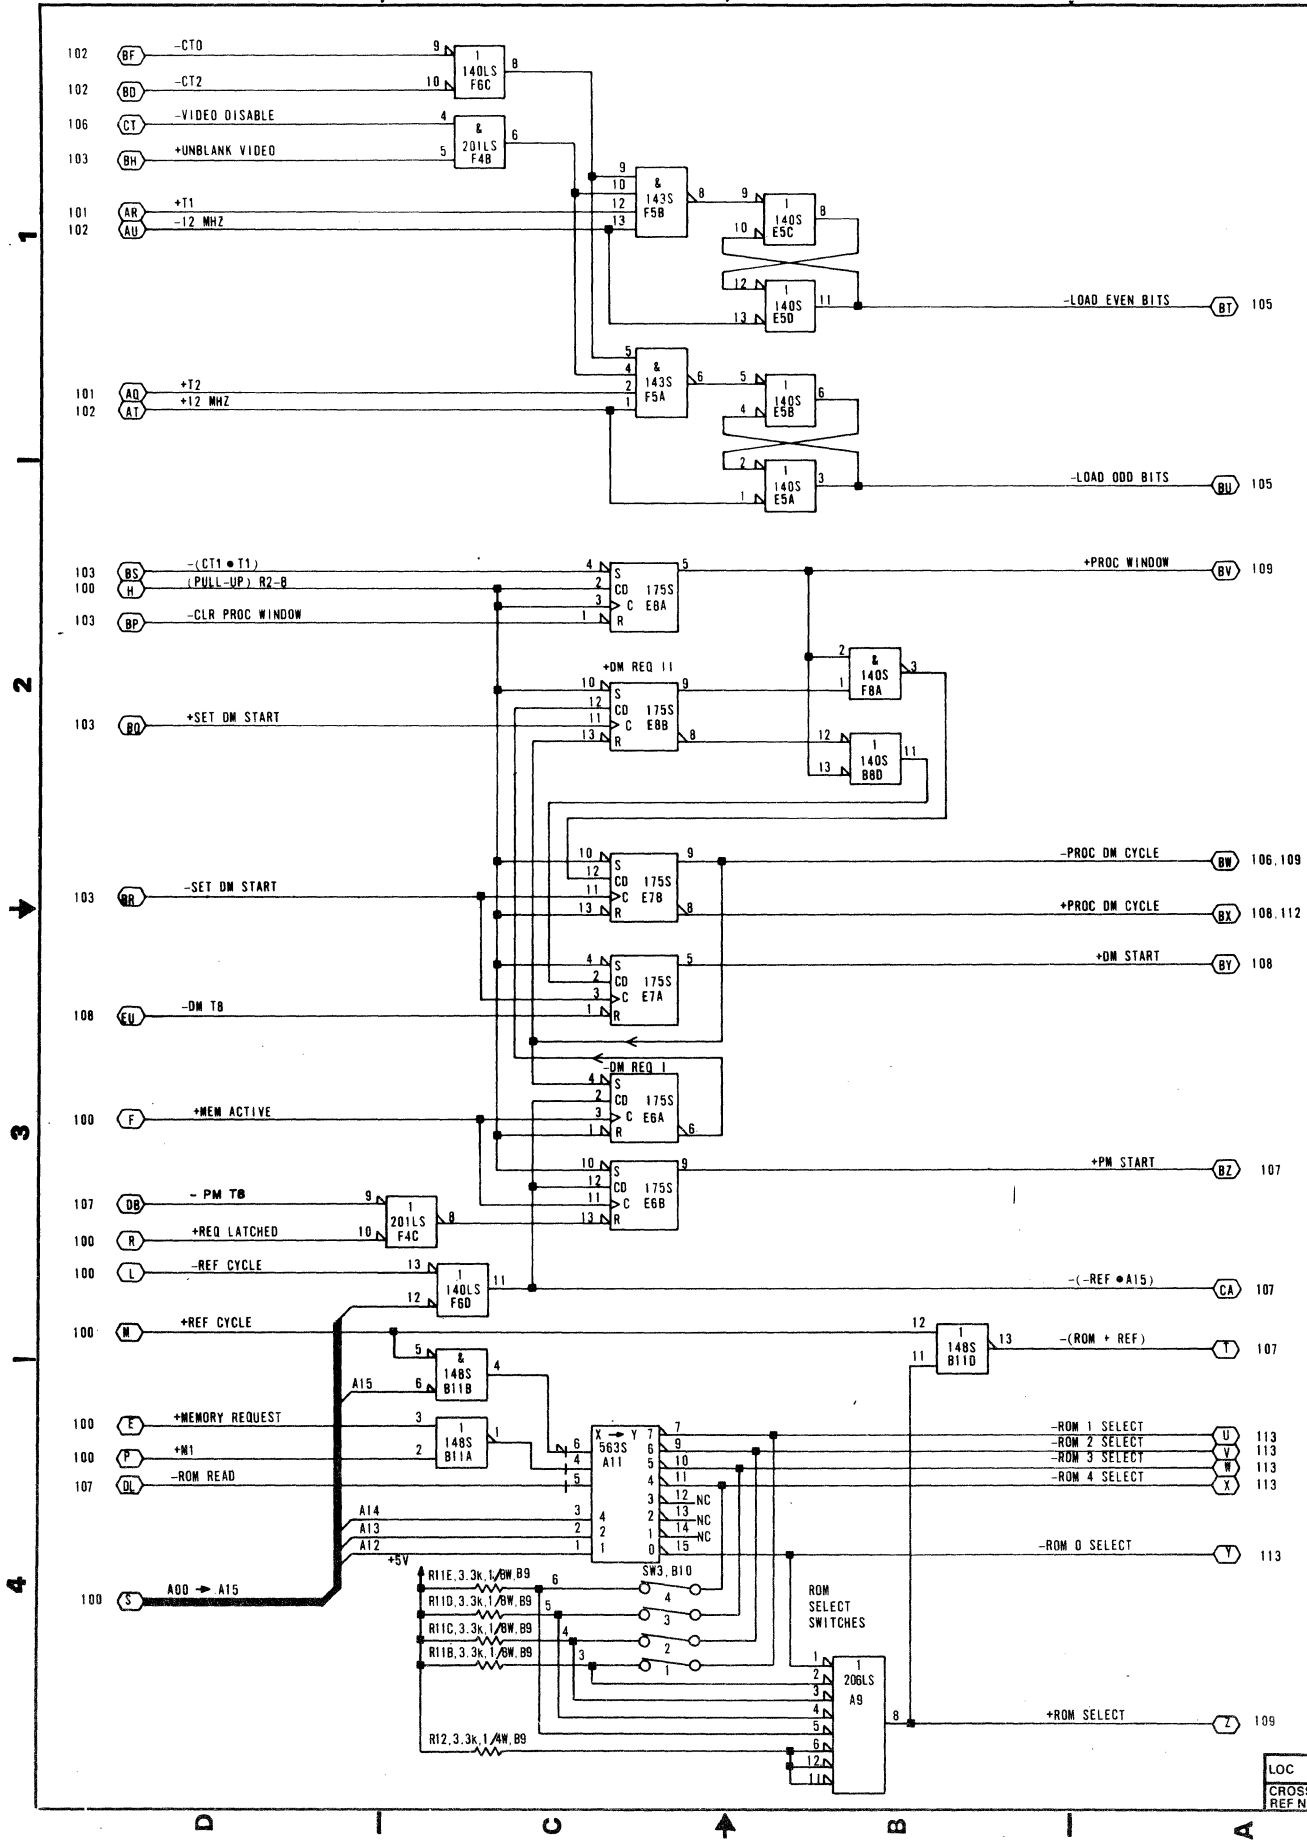 102 BF -CT0 9 1 140LS F6C 8
102 BD -CT2 10
106 CT -VIDEO DISABLE 4 & 201LS F4B 6
103 BH +UNBLANK VIDEO 5
9 10 12 13 & 143S F5B 8
101 AR +T1
102 AU -12 MHZ
9 10 1 140S E5C 8
12 13 1 140S E5D 11
-LOAD EVEN BITS BT 105
1
5 4 2 1 & 143S F5A 6
101 AQ +T2
102 AT +12 MHZ
5 4 1 140S E5B 6
2 1 1 140S E5A 3
-LOAD ODD BITS BU 105
103 BS -(CT1 ● T1)
100 H (PULL-UP) R2-8
103 BP -CLR PROC WINDOW
4 S 2 CD 175S 3 C E8A 1 R 5
+PROC WINDOW BV 109
2
+DM REQ II
10 S 12 CD 175S 11 C E8B 13 R 9 8
103 BQ +SET DM START
2 1 & 140S F8A 3
12 13 1 140S B8D 11
10 S 12 CD 175S 11 C E7B 13 R 9 8
103 BR -SET DM START
-PROC DM CYCLE BW 106,109
+PROC DM CYCLE BX 108,112
4 S 2 CD 175S 3 C E7A 1 R 5
+DM START BY 108
108 EU -DM T8
-DM REQ I
4 S 2 CD 175S 3 C E6A 1 R 6
3
100 F +MEM ACTIVE
10 S 12 CD 175S 11 C E6B 13 R 9
+PM START BZ 107
107 DB - PM T8 9 1 201LS F4C 8
100 R +REQ LATCHED 10
100 L -REF CYCLE 13 1 140LS F6D 11
12
-(-REF ● A15) CA 107
100 M +REF CYCLE
12 11 1 148S B11D 13 -(ROM + REF) T 107
5 6 & 148S B11B 4
A15
100 E +MEMORY REQUEST 3 1 148S B11A 1
100 P +M1 2
107 DL -ROM READ
X → Y 563S A11
6 4 5 3 4 2 2 1 1
7 7
6 9
5 10
4 11
3 12 NC
2 13 NC
1 14 NC
0 15
-ROM 1 SELECT U 113
-ROM 2 SELECT V 113
-ROM 3 SELECT W 113
-ROM 4 SELECT X 113
-ROM 0 SELECT Y 113
A14
A13
A12
4
+5V
100 S A00 → A15
R11E,3.3k,1/8W,B9 6
R11D,3.3k,1/8W,B9 5
R11C,3.3k,1/8W,B9 4
R11B,3.3k,1/8W,B9 3
SW3,B10
4
3
2
1
ROM
SELECT
SWITCHES
1 2 3 4 5 6 12 11
1 206LS A9 8
+ROM SELECT Z 109
R12,3.3k,1/4W,B9
LOC
CROSS
REF N
D C B A